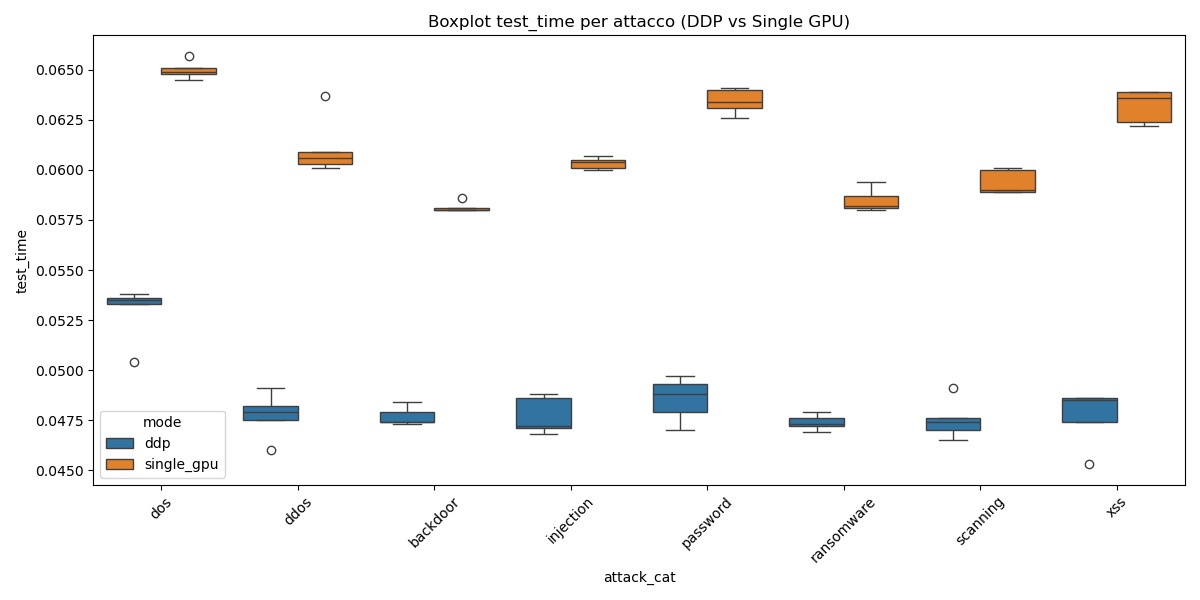 Boxplot test_time per attacco (DDP vs Single GPU)
test_time
0.0650
0.0625
0.0600
0.0575
0.0550
0.0525
0.0500
0.0475
0.0450
mode
ddp
single_gpu
dos
ddos
backdoor
injection
password
ransomware
scanning
xss
attack_cat